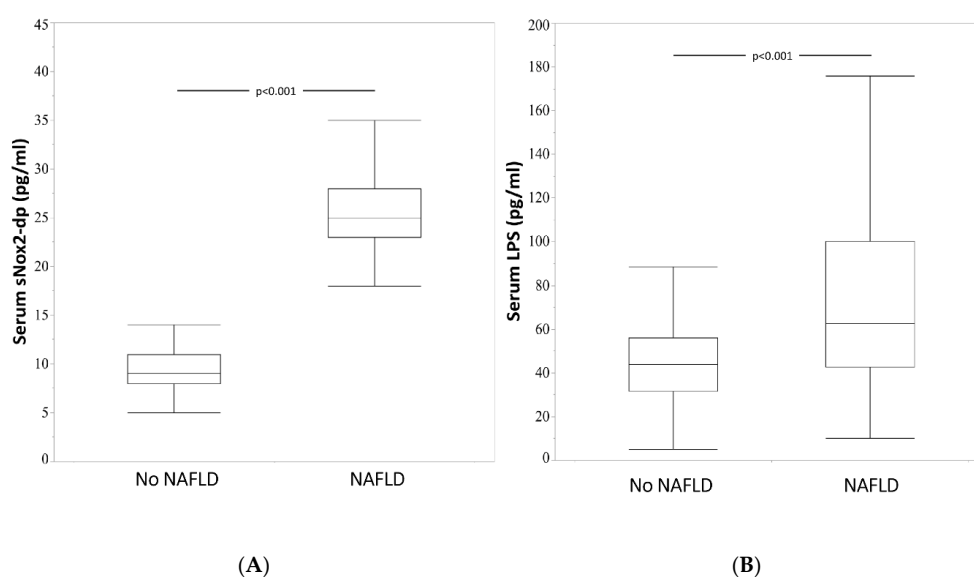 45
40
35
30
25
20
15
10
5
0
Serum sNox2-dp (pg/ml)
p<0.001
No NAFLD NAFLD
(A)
200
180
160
140
120
100
80
60
40
20
0
Serum LPS (pg/ml)
p<0.001
No NAFLD NAFLD
(B)